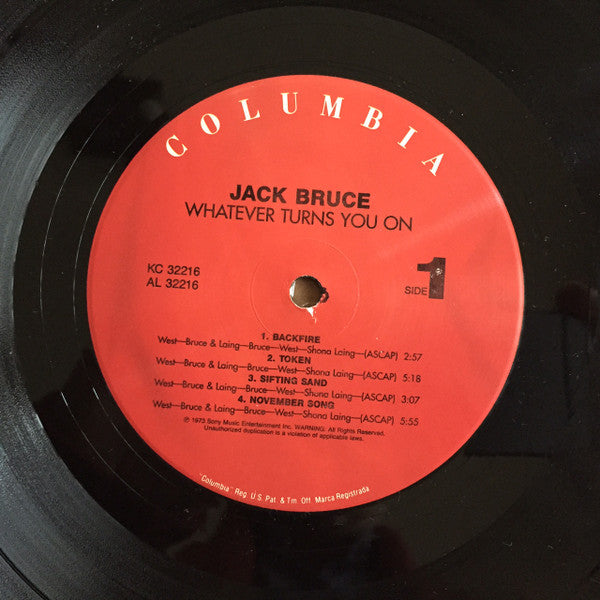 COLUMBIA
JACK BRUCE
WHATEVER TURNS YOU ON
KC 32216
AL 32216
SIDE 1
1. BACKFIRE
West—Bruce & Laing—Bruce—West—Shona Laing—(ASCAP) 2:57
2. TOKEN
West—Bruce & Laing—Bruce—West—Shona Laing—(ASCAP) 5:18
3. SIFTING SAND
West—Bruce & Laing—Bruce—West—Shona Laing—(ASCAP) 3:07
4. NOVEMBER SONG
West—Bruce & Laing—Bruce—West—Shona Laing—(ASCAP) 5:55
℗ 1973 Sony Music Entertainment Inc. WARNING: All Rights Reserved.
Unauthorized duplication is a violation of applicable laws.
"Columbia" Reg. U.S. Pat. & Tm. Off. Marca Registrada